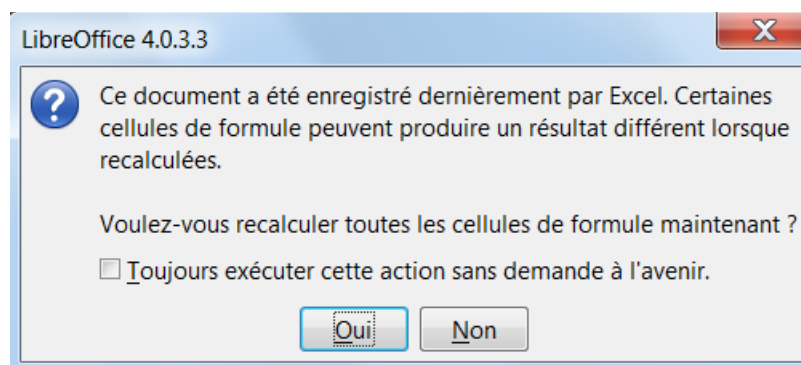 LibreOffice 4.0.3.3
Ce document a été enregistré dernièrement par Excel. Certaines
cellules de formule peuvent produire un résultat différent lorsque
recalculées.
Voulez-vous recalculer toutes les cellules de formule maintenant ?
Toujours exécuter cette action sans demande à l'avenir.
Oui Non